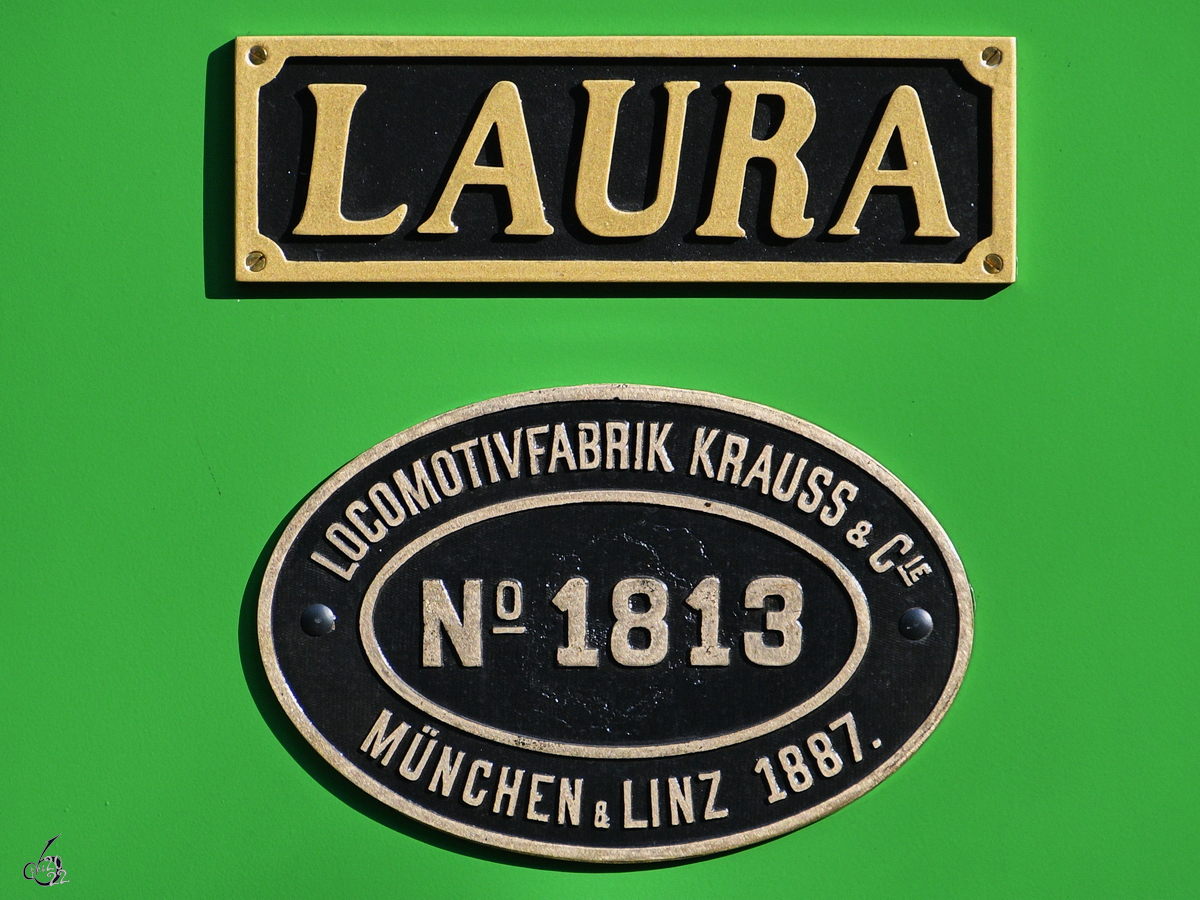 LAURA
LOCOMOTIVFABRIK KRAUSS & CIE
Nº 1813
MÜNCHEN & LINZ 1887.